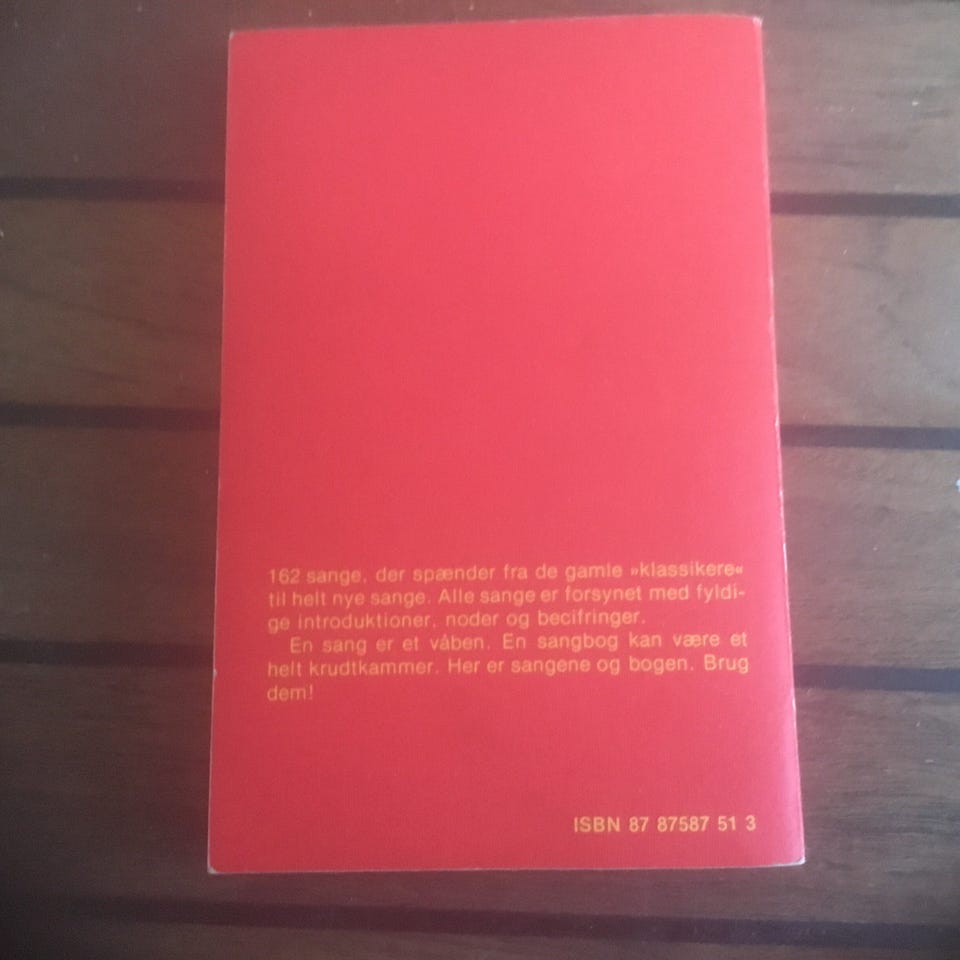 162 sange, der spænder fra de gamle »klassikere«
til helt nye sange. Alle sange er forsynet med fyldi-
ge introduktioner, noder og becifringer.
En sang er et våben. En sangbog kan være et
helt krudtkammer. Her er sangene og bogen. Brug
dem!
ISBN 87 87587 51 3